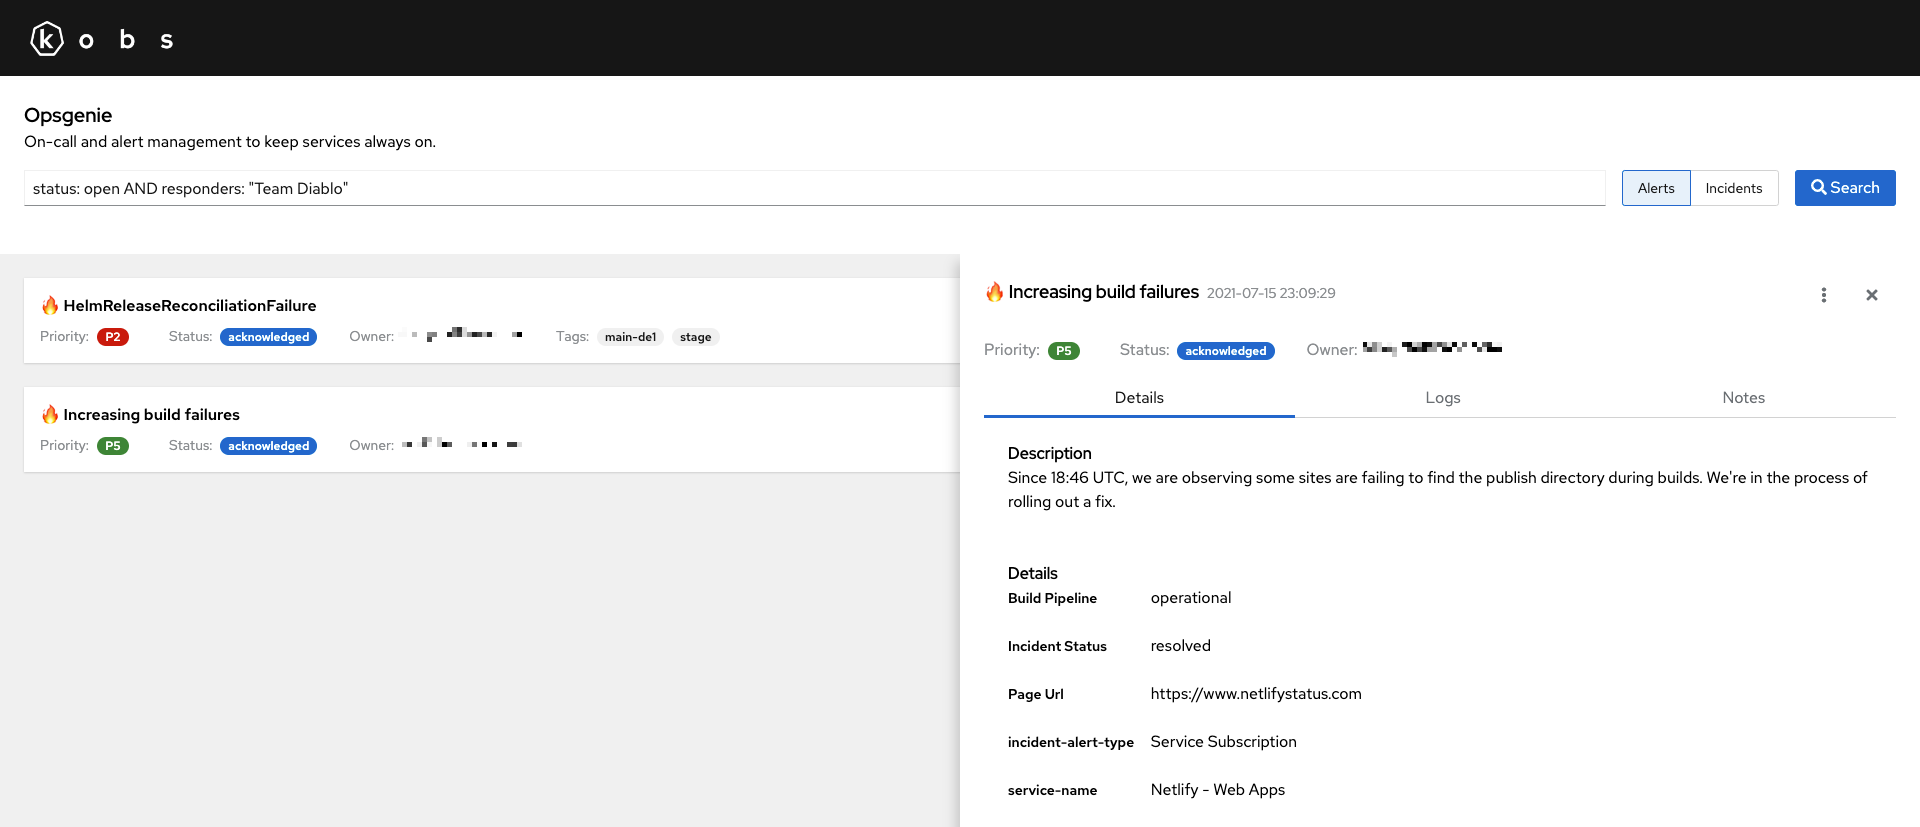 k o b s
Opsgenie
On-call and alert management to keep services always on.
status: open AND responders: "Team Diablo"
Alerts Incidents Search
HelmReleaseReconciliationFailure
Priority: P2 Status: acknowledged Owner: Tags: main-de1 stage
Increasing build failures
Priority: P5 Status: acknowledged Owner:
Increasing build failures 2021-07-15 23:09:29
Priority: P5 Status: acknowledged Owner:
Details Logs Notes
Description
Since 18:46 UTC, we are observing some sites are failing to find the publish directory during builds. We're in the process of
rolling out a fix.
Details
Build Pipeline operational
Incident Status resolved
Page Url https://www.netlifystatus.com
incident-alert-type Service Subscription
service-name Netlify - Web Apps